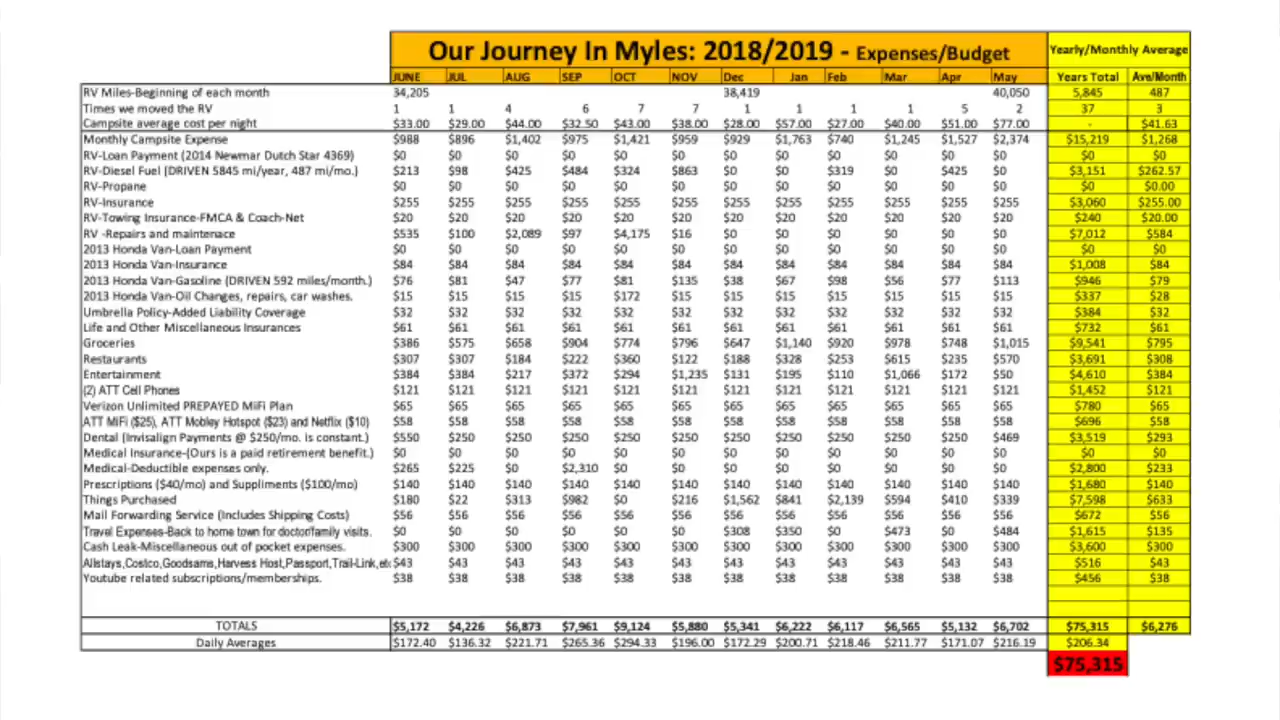 Our Journey In Myles: 2018/2019 - Expenses/Budget Yearly/Monthly Average
JUNE JUL AUG SEP OCT NOV Dec Jan Feb Mar Apr May Years Total Ave/Month
RV Miles-Beginning of each month 34,205 38,419 40,050 5,845 487
Times we moved the RV 1 1 4 6 7 7 1 1 1 1 5 2 37 3
Campsite average cost per night $33.00 $29.00 $44.00 $32.50 $43.00 $38.00 $28.00 $57.00 $27.00 $40.00 $51.00 $77.00 - $41.63
Monthly Campsite Expense $988 $896 $1,402 $975 $1,421 $959 $929 $1,763 $740 $1,245 $1,527 $2,374 $15,219 $1,268
RV-Loan Payment (2014 Newmar Dutch Star 4369) $0 $0 $0 $0 $0 $0 $0 $0 $0 $0 $0 $0 $0 $0
RV-Diesel Fuel (DRIVEN 5845 mi/year, 487 mi/mo.) $213 $98 $425 $484 $324 $863 $0 $0 $319 $0 $425 $0 $3,151 $262.57
RV-Propane $0 $0 $0 $0 $0 $0 $0 $0 $0 $0 $0 $0 $0 $0.00
RV-Insurance $255 $255 $255 $255 $255 $255 $255 $255 $255 $255 $255 $255 $3,060 $255.00
RV-Towing Insurance-FMCA & Coach-Net $20 $20 $20 $20 $20 $20 $20 $20 $20 $20 $20 $20 $240 $20.00
RV -Repairs and maintenace $535 $100 $2,089 $97 $4,175 $16 $0 $0 $0 $0 $0 $0 $7,012 $584
2013 Honda Van-Loan Payment $0 $0 $0 $0 $0 $0 $0 $0 $0 $0 $0 $0 $0 $0
2013 Honda Van-Insurance $84 $84 $84 $84 $84 $84 $84 $84 $84 $84 $84 $84 $1,008 $84
2013 Honda Van-Gasoline (DRIVEN 592 miles/month.) $76 $81 $47 $77 $81 $135 $38 $67 $98 $56 $77 $113 $946 $79
2013 Honda Van-Oil Changes, repairs, car washes. $15 $15 $15 $15 $172 $15 $15 $15 $15 $15 $15 $15 $337 $28
Umbrella Policy-Added Liability Coverage $32 $32 $32 $32 $32 $32 $32 $32 $32 $32 $32 $32 $384 $32
Life and Other Miscellaneous Insurances $61 $61 $61 $61 $61 $61 $61 $61 $61 $61 $61 $61 $732 $61
Groceries $386 $575 $658 $904 $774 $796 $647 $1,140 $920 $978 $748 $1,015 $9,541 $795
Restaurants $307 $307 $184 $222 $360 $122 $188 $328 $253 $615 $235 $570 $3,691 $308
Entertainment $384 $384 $217 $372 $294 $1,235 $131 $195 $110 $1,066 $172 $50 $4,610 $384
(2) ATT Cell Phones $121 $121 $121 $121 $121 $121 $121 $121 $121 $121 $121 $121 $1,452 $121
Verizon Unlimited PREPAYED MiFi Plan $65 $65 $65 $65 $65 $65 $65 $65 $65 $65 $65 $65 $780 $65
ATT MiFi ($25), ATT Mobley Hotspot ($23) and Netflix ($10) $58 $58 $58 $58 $58 $58 $58 $58 $58 $58 $58 $58 $696 $58
Dental (Invisalign Payments @ $250/mo. is constant.) $550 $250 $250 $250 $250 $250 $250 $250 $250 $250 $250 $469 $3,519 $293
Medical Insurance-(Ours is a paid retirement benefit.) $0 $0 $0 $0 $0 $0 $0 $0 $0 $0 $0 $0 $0 $0
Medical-Deductible expenses only. $265 $225 $0 $2,310 $0 $0 $0 $0 $0 $0 $0 $0 $2,800 $233
Prescriptions ($40/mo) and Suppliments ($100/mo) $140 $140 $140 $140 $140 $140 $140 $140 $140 $140 $140 $140 $1,680 $140
Things Purchased $180 $22 $313 $982 $0 $216 $1,562 $841 $2,139 $594 $410 $339 $7,598 $633
Mail Forwarding Service (Includes Shipping Costs) $56 $56 $56 $56 $56 $56 $56 $56 $56 $56 $56 $56 $672 $56
Travel Expenses-Back to home town for doctor/family visits. $0 $0 $0 $0 $0 $0 $308 $350 $0 $473 $0 $484 $1,615 $135
Cash Leak-Miscellaneous out of pocket expenses. $300 $300 $300 $300 $300 $300 $300 $300 $300 $300 $300 $300 $3,600 $300
Allstays,Costco,Goodsams,Harvess Host,Passport,Trail-Link,etc $43 $43 $43 $43 $43 $43 $43 $43 $43 $43 $43 $43 $516 $43
Youtube related subscriptions/memberships. $38 $38 $38 $38 $38 $38 $38 $38 $38 $38 $38 $38 $456 $38
TOTALS $5,172 $4,226 $6,873 $7,961 $9,124 $5,880 $5,341 $6,222 $6,117 $6,565 $5,132 $6,702 $75,315 $6,276
Daily Averages $172.40 $136.32 $221.71 $265.36 $294.33 $196.00 $172.29 $200.71 $218.46 $211.77 $171.07 $216.19 $206.34
$75,315